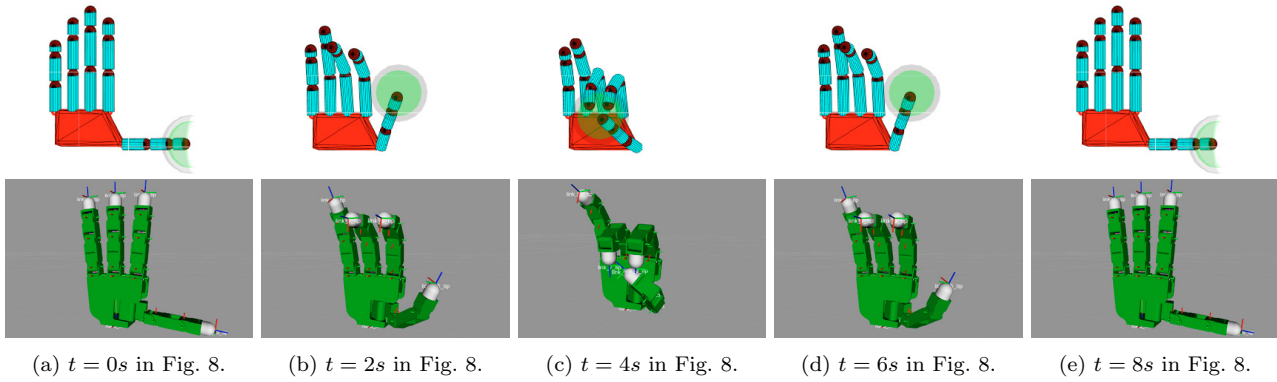 (a) t = 0s in Fig. 8.
(b) t = 2s in Fig. 8.
(c) t = 4s in Fig. 8.
(d) t = 6s in Fig. 8.
(e) t = 8s in Fig. 8.